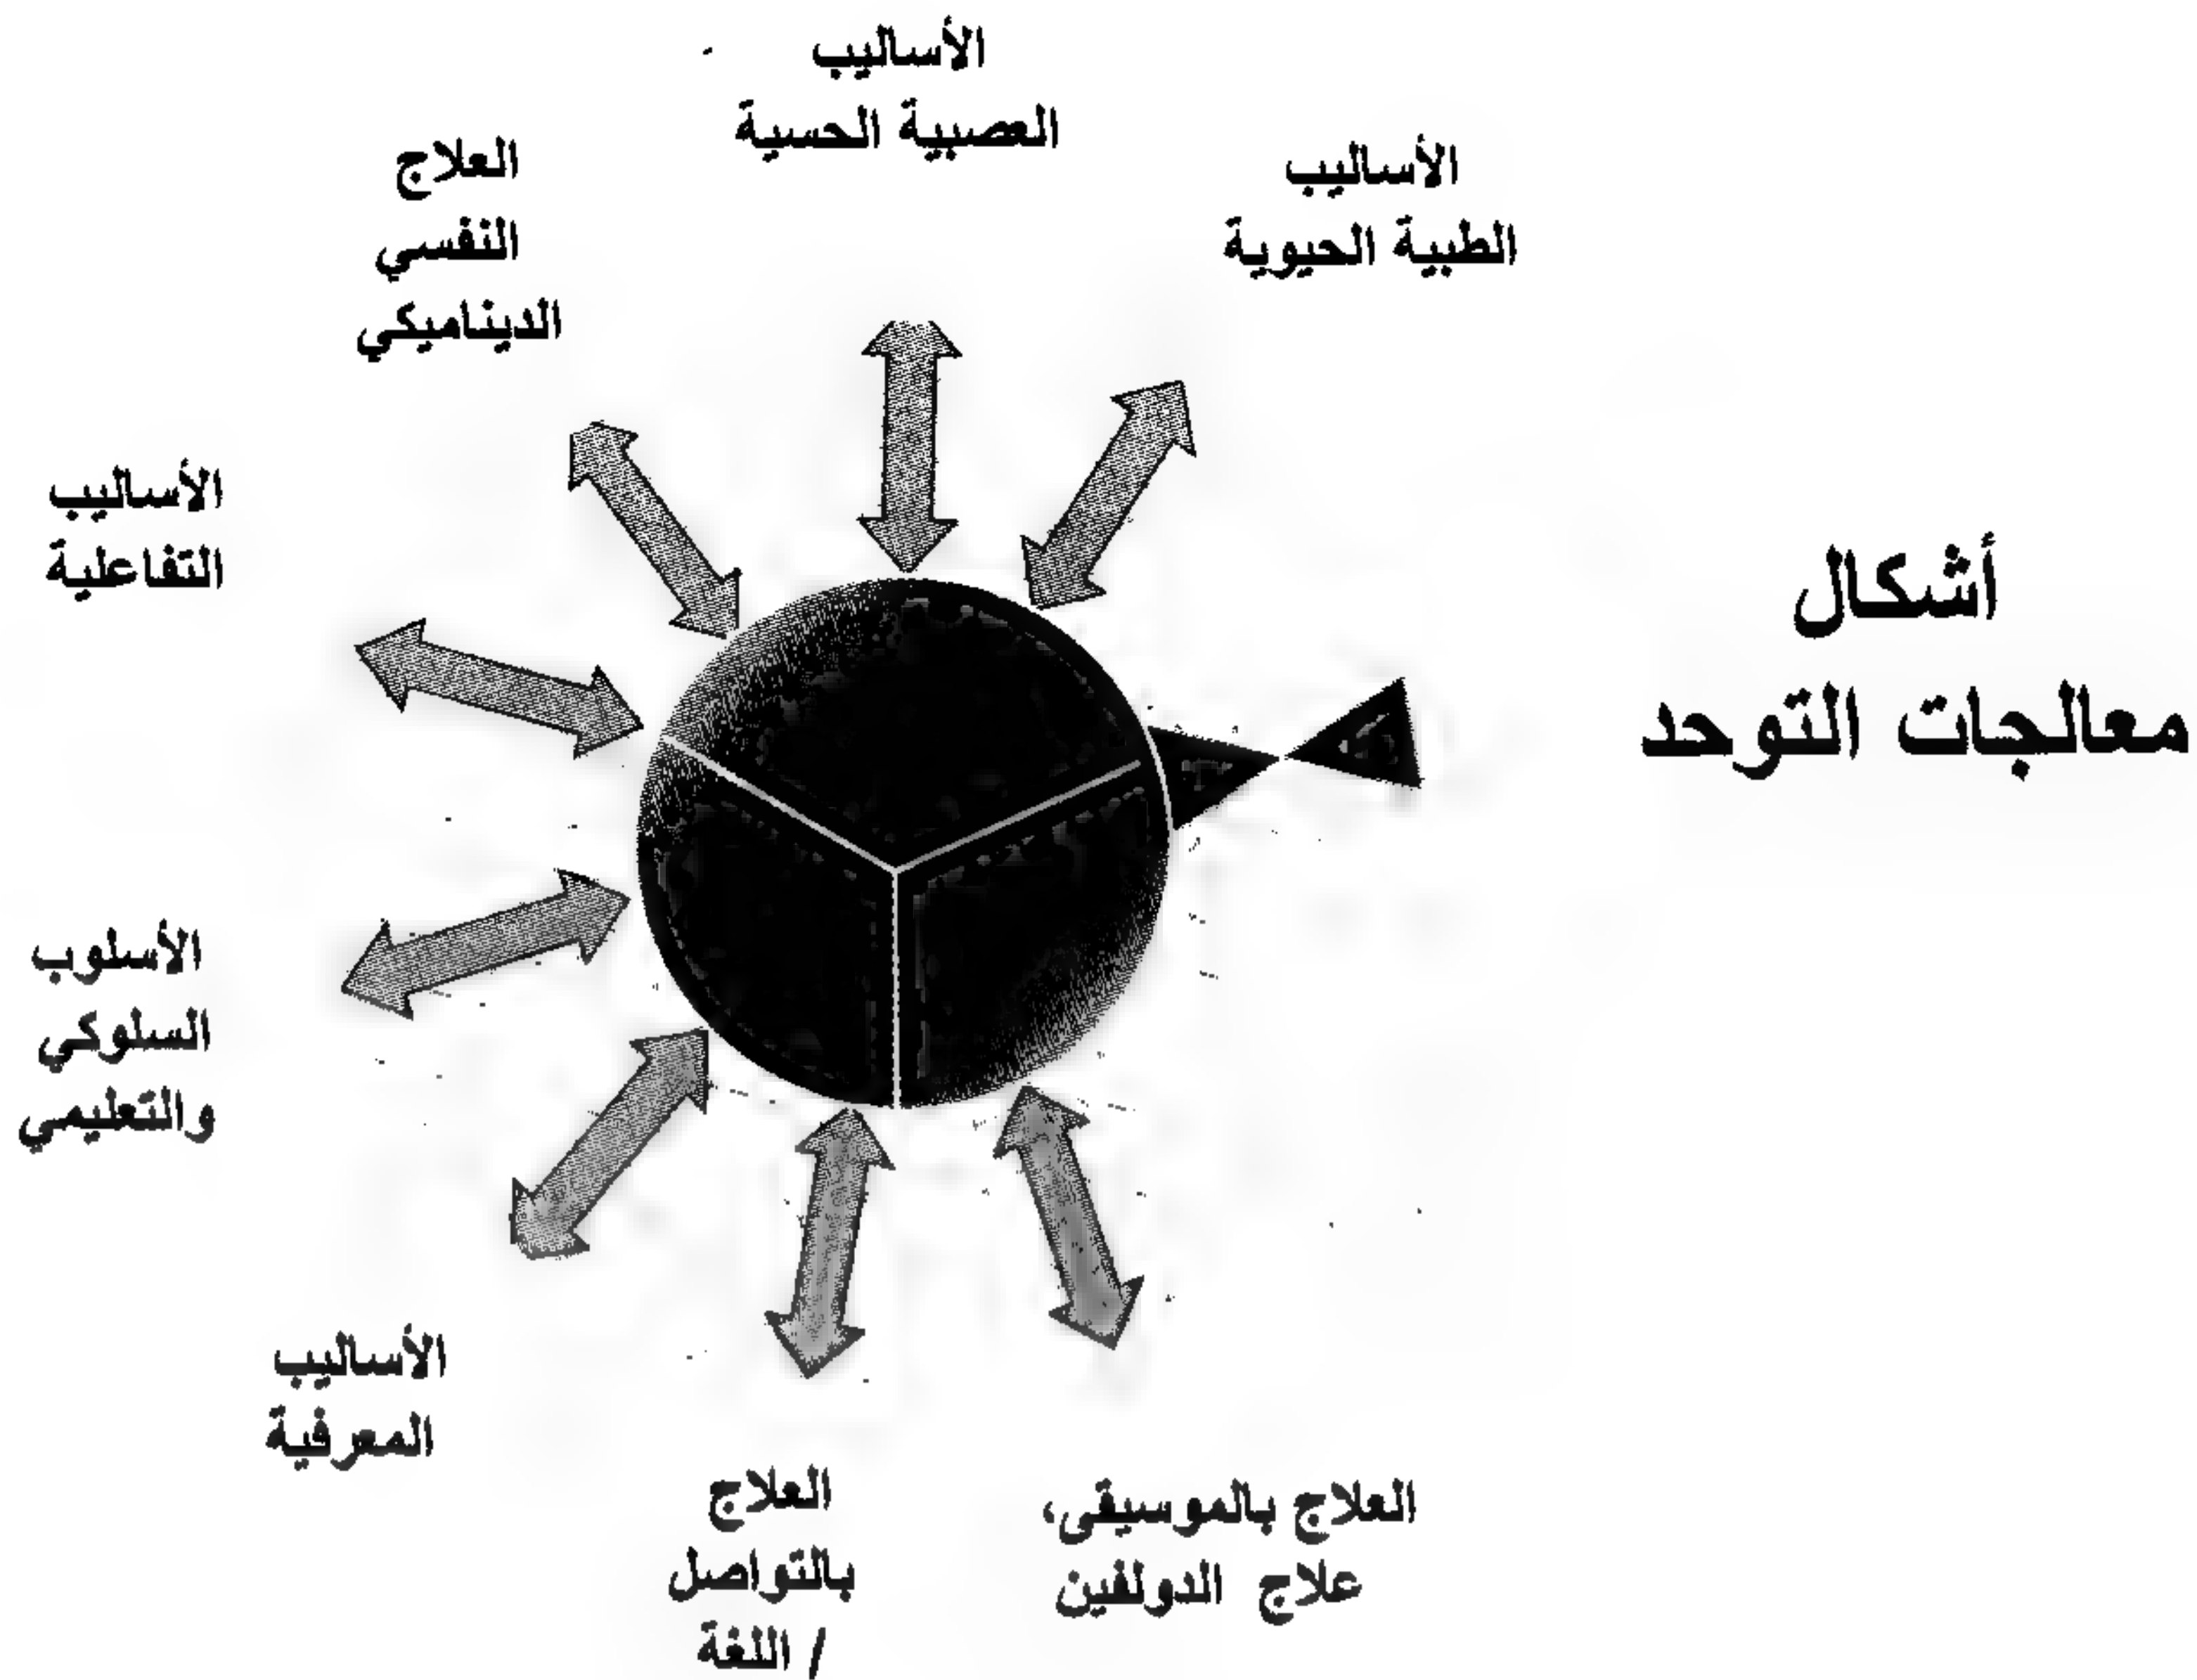 أشكال
معالجات التوحد
الأساليب
الطبية الحيوية
الأساليب
العصبية الحسية
العلاج
النفسي
الديناميكي
الأساليب
التفاعلية
الأسلوب
السلوكي
والتعليمي
الأساليب
المعرفية
العلاج
بالتواصل
/ اللغة
العلاج بالموسيقى،
علاج الدولفين